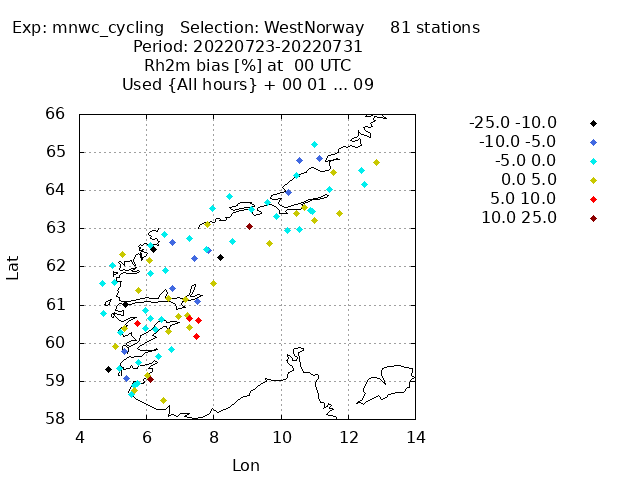 Exp: mnwc_cycling   Selection: WestNorway     81 stations
Period: 20220723-20220731
Rh2m bias [%] at  00 UTC
Used {All hours} + 00 01 ... 09
66
65
64
63
62
61
60
59
58
4 6 8 10 12 14
Lat
Lon
-25.0 -10.0
-10.0 -5.0
-5.0 0.0
0.0 5.0
5.0 10.0
10.0 25.0